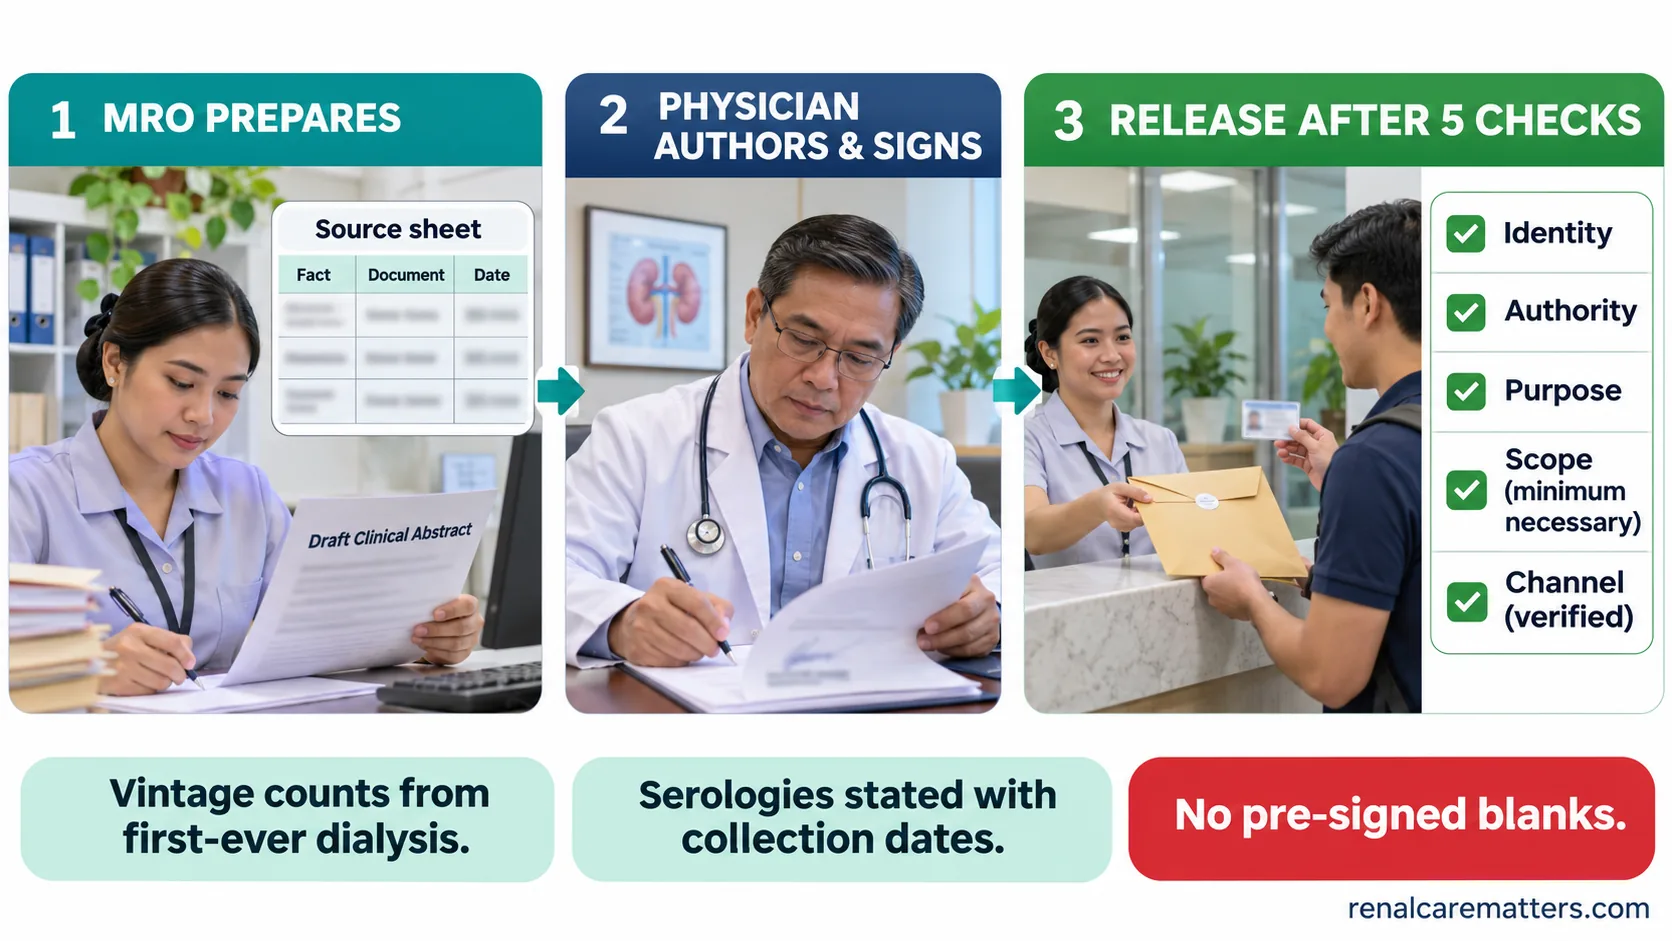 1 MRO PREPARES
Source sheet
Fact Document Date
Draft Clinical Abstract
2 PHYSICIAN
AUTHORS & SIGNS
3 RELEASE AFTER 5 CHECKS
Identity
Authority
Purpose
Scope
(minimum
necessary)
Channel
(verified)
Vintage counts from
first-ever dialysis.
Serologies stated with
collection dates.
No pre-signed blanks.
renalcarematters.com